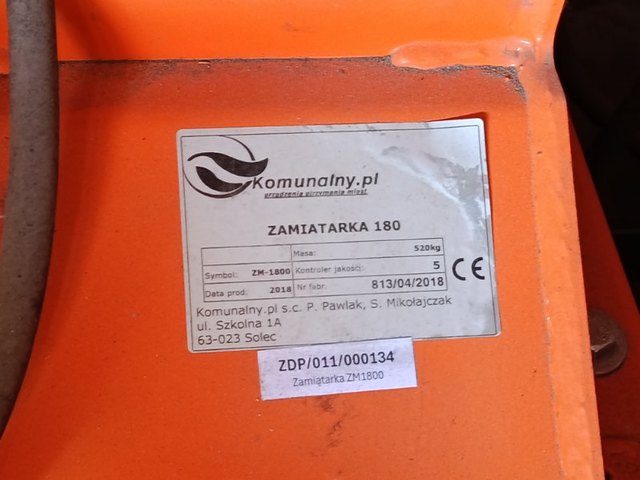 Komunalny.pl
urządzenia utrzymania miast
ZAMIATARKA 180
Masa: 520kg
Symbol: ZM-1800 Kontroler jakości: 5
Data prod: 2018 Nr fabr. 813/04/2018
CE
Komunalny.pl s.c. P. Pawlak, S. Mikołajczak
ul. Szkolna 1A
63-023 Solec
ZDP/011/000134
Zamiątarka ZM1800